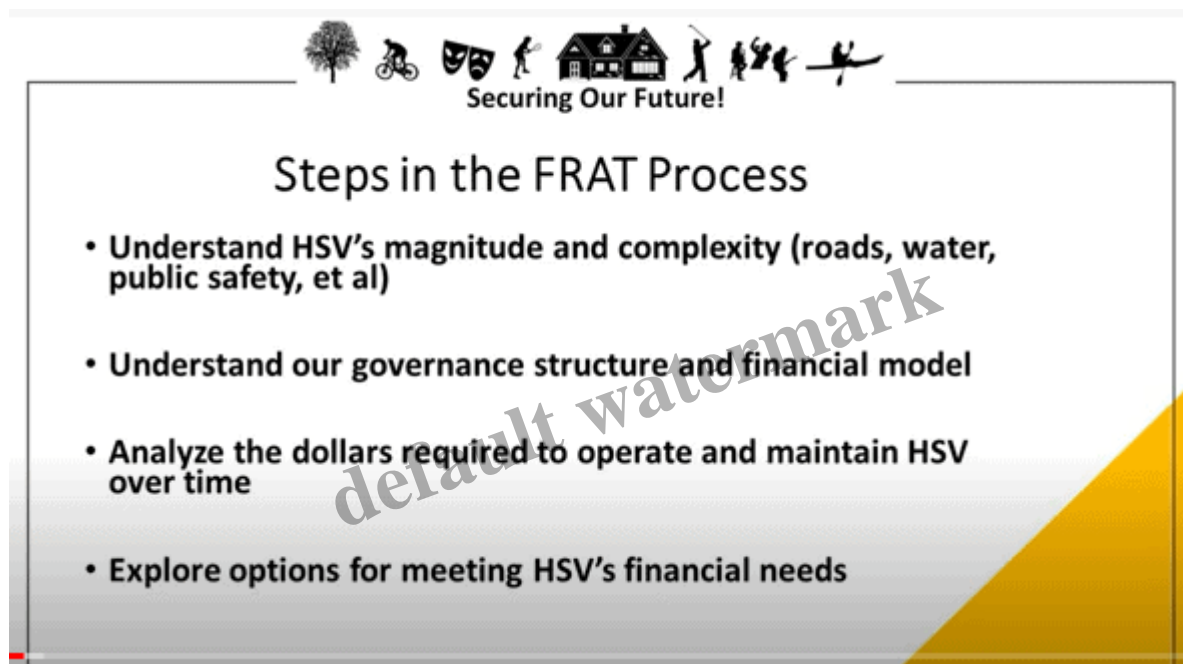 Securing Our Future!
Steps in the FRAT Process
• Understand HSV's magnitude and complexity (roads, water,
public safety, et al)
• Understand our governance structure and financial model
• Analyze the dollars required to operate and maintain HSV
over time
• Explore options for meeting HSV's financial needs
default watermark